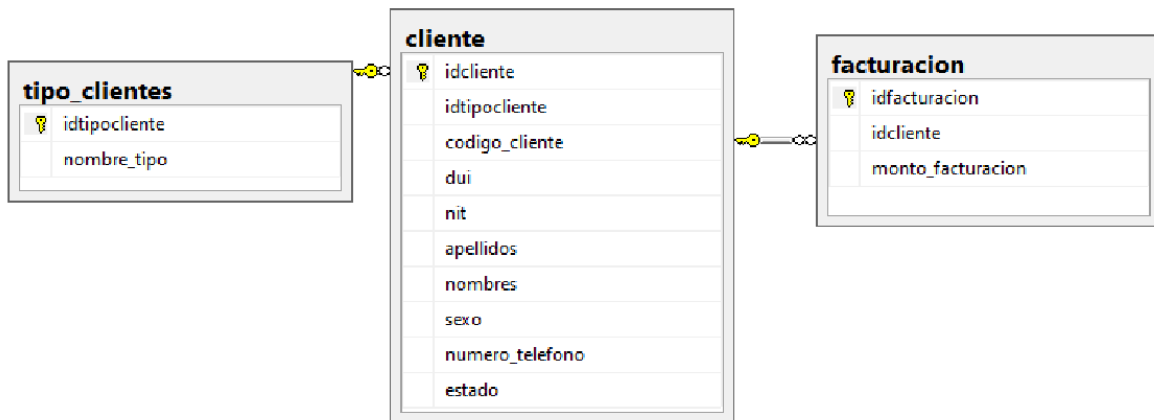 tipo_clientes
idtipocliente
nombre_tipo
cliente
idcliente
idtipocliente
codigo_cliente
dui
nit
apellidos
nombres
sexo
numero_telefono
estado
facturacion
idfacturacion
idcliente
monto_facturacion